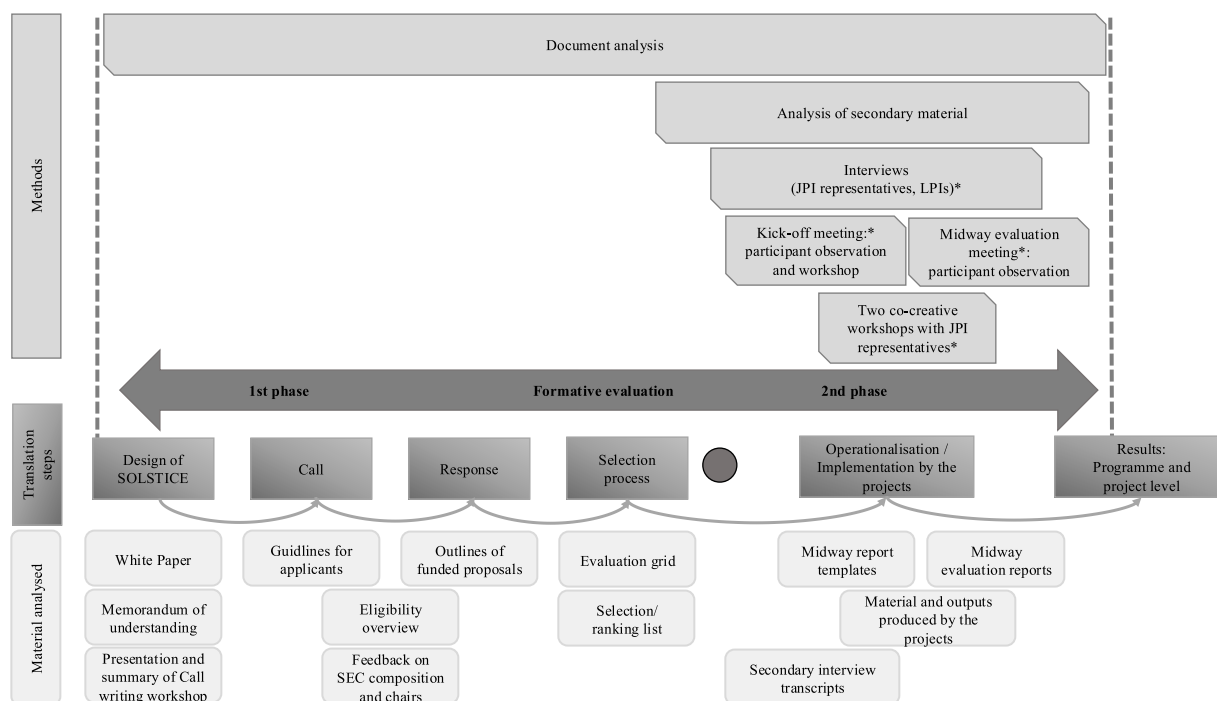 Methods
Document analysis
Analysis of secondary material
Interviews
(JPI representatives, LPIs)*
Kick-off meeting:*
participant observation
and workshop
Midway evaluation
meeting*:
participant observation
Two co-creative
workshops with JPI
representatives*
1st phase
Formative evaluation
2nd phase
Translation
steps
Design of
SOLSTICE
Call
Response
Selection
process
Operationalisation /
Implementation by the
projects
Results:
Programme and
project level
Material analysed
White Paper
Guidlines for
applicants
Outlines of
funded proposals
Evaluation grid
Midway report
templates
Midway
evaluation reports
Memorandum of
understanding
Eligibility
overview
Selection/
ranking list
Material and outputs
produced by the
projects
Presentation and
summary of Call
writing workshop
Feedback on
SEC composition
and chairs
Secondary interview
transcripts